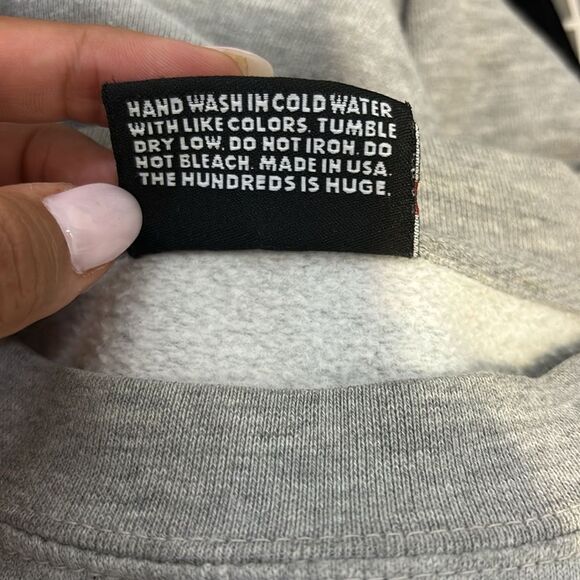 HAND WASH IN COLD WATER
WITH LIKE COLORS. TUMBLE
DRY LOW. DO NOT IRON. DO
NOT BLEACH. MADE IN USA.
THE HUNDREDS IS HUGE.